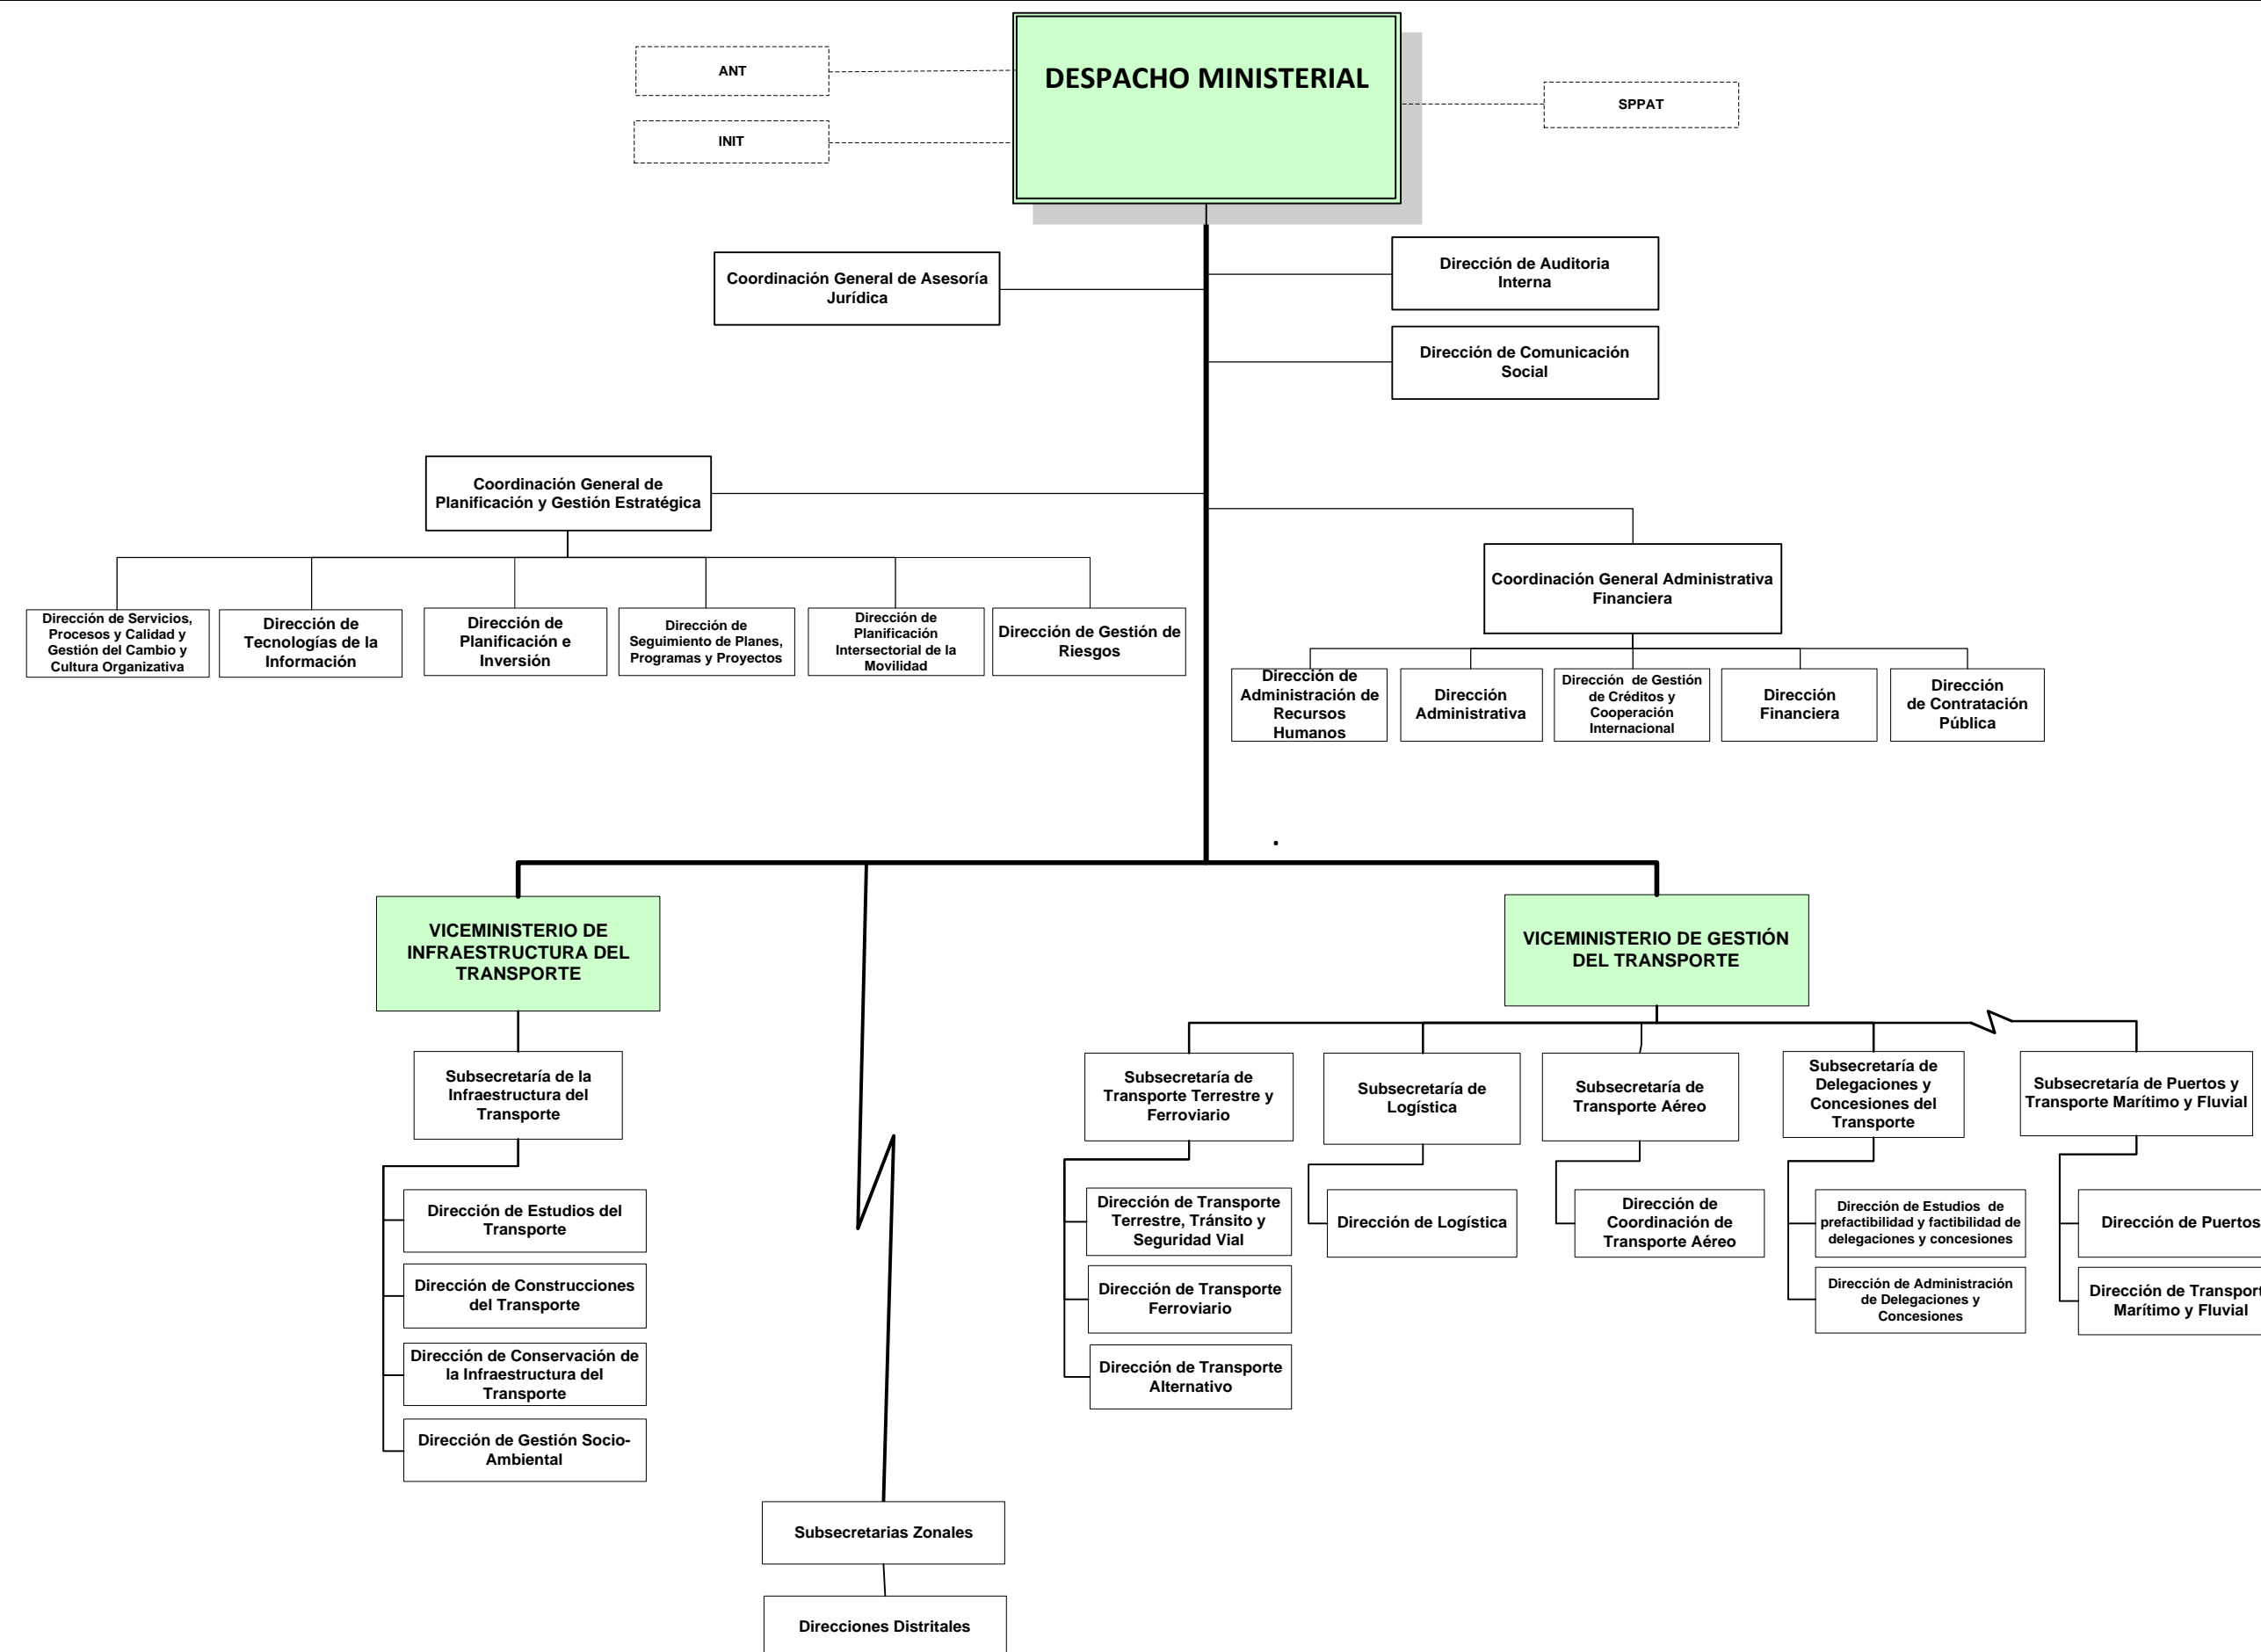 DESPACHO MINISTERIAL
ANT
INIT
SPPAT
Coordinación General de Asesoría
Jurídica
Dirección de Auditoria
Interna
Dirección de Comunicación
Social
Coordinación General de
Planificación y Gestión Estratégica
Coordinación General Administrativa
Financiera
Dirección de Servicios,
Procesos y Calidad y
Gestión del Cambio y
Cultura Organizativa
Dirección de
Tecnologías de la
Información
Dirección de
Planificación e
Inversión
Dirección de
Seguimiento de Planes,
Programas y Proyectos
Dirección de
Planificación
Intersectorial de la
Movilidad
Dirección de Gestión de
Riesgos
Dirección de
Administración de
Recursos
Humanos
Dirección
Administrativa
Dirección de Gestión
de Créditos y
Cooperación
Internacional
Dirección
Financiera
Dirección
de Contratación
Pública
VICEMINISTERIO DE
INFRAESTRUCTURA DEL
TRANSPORTE
VICEMINISTERIO DE GESTIÓN
DEL TRANSPORTE
Subsecretaría de la
Infraestructura del
Transporte
Subsecretaría de
Transporte Terrestre y
Ferroviario
Subsecretaría de
Logística
Subsecretaría de
Transporte Aéreo
Subsecretaría de
Delegaciones y
Concesiones del
Transporte
Subsecretaría de Puertos y
Transporte Marítimo y Fluvial
Dirección de Estudios del
Transporte
Dirección de Construcciones
del Transporte
Dirección de Conservación de
la Infraestructura del
Transporte
Dirección de Gestión Socio-
Ambiental
Dirección de Transporte
Terrestre, Tránsito y
Seguridad Vial
Dirección de Transporte
Ferroviario
Dirección de Transporte
Alternativo
Dirección de Logística
Dirección de
Coordinación de
Transporte Aéreo
Dirección de Estudios de
prefactibilidad y factibilidad de
delegaciones y concesiones
Dirección de Administración
de Delegaciones y
Concesiones
Dirección de Puertos
Dirección de Transport
Marítimo y Fluvial
Subsecretarias Zonales
Direcciones Distritales